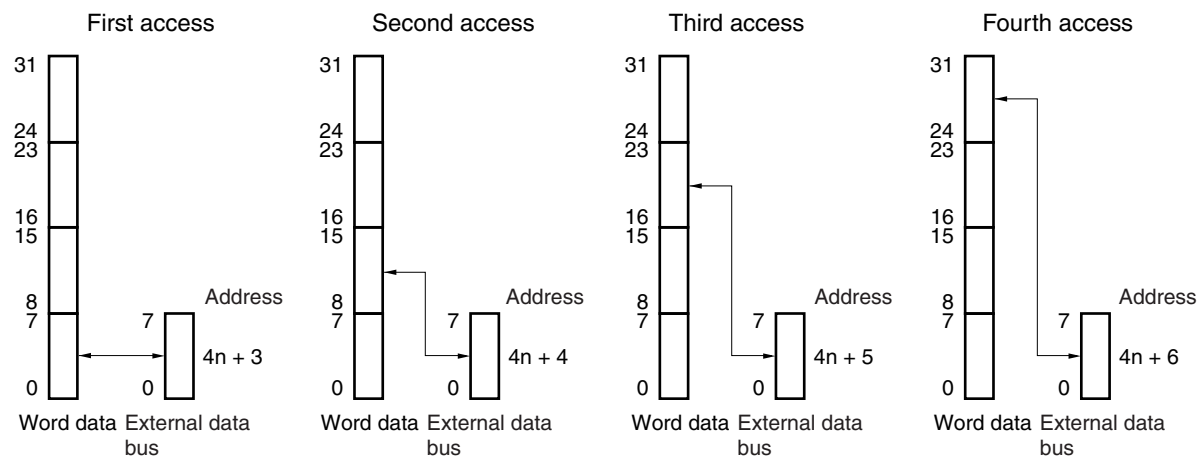 First access
Second access
Third access
Fourth access
31
24
23
16
15
8
7
0
7
0
Address
4n + 3
Word data
External data
bus
31
24
23
16
15
8
7
0
7
0
Address
4n + 4
Word data
External data
bus
31
24
23
16
15
8
7
0
7
0
Address
4n + 5
Word data
External data
bus
31
24
23
16
15
8
7
0
7
0
Address
4n + 6
Word data
External data
bus